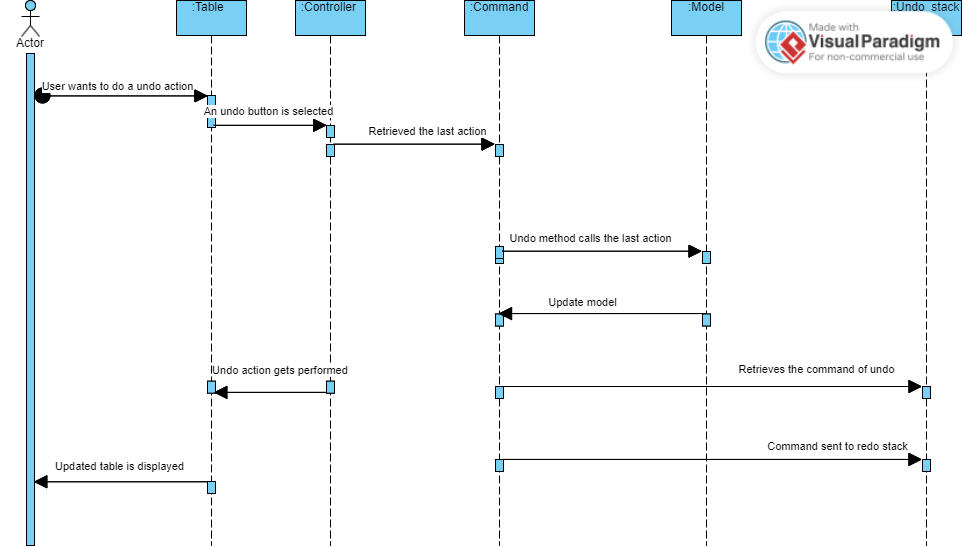 :Table
:Controller
:Command
:Model
:Undo_stack
Made with
VisualParadigm
For non-commercial use
Actor
User wants to do a undo action
An undo button is selected
Retrieved the last action
Undo method calls the last action
Update model
Undo action gets performed
Retrieves the command of undo
Command sent to redo stack
Updated table is displayed